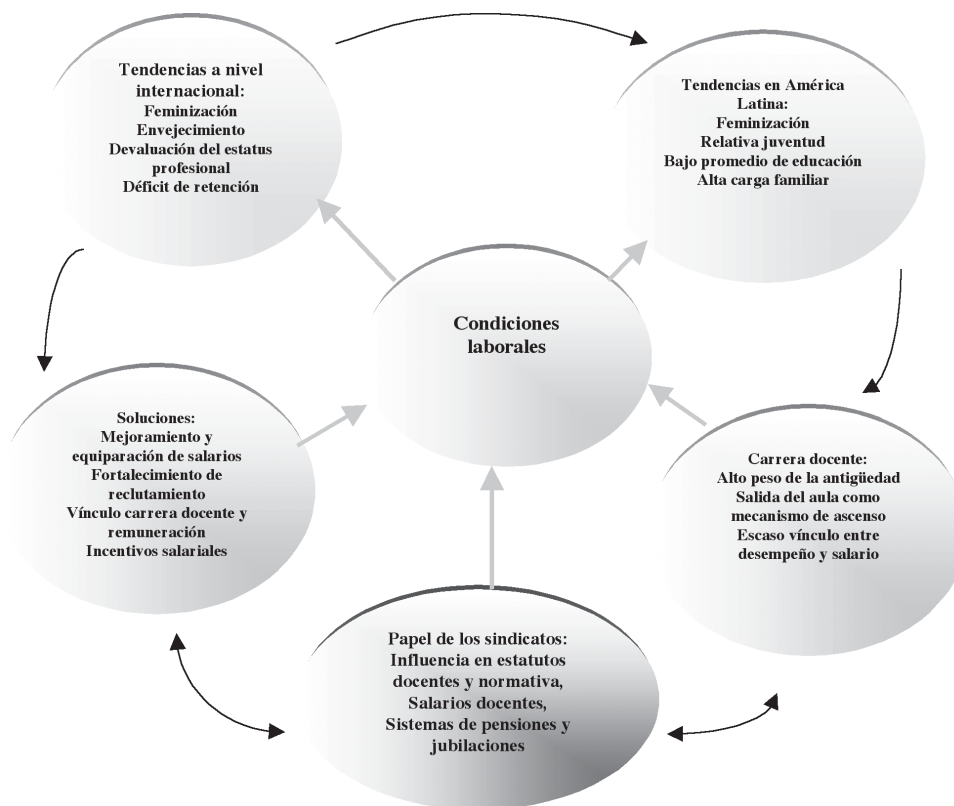 Tendencias a nivel
internacional:
Feminización
Envejecimiento
Devaluación del estatus
profesional
Déficit de retención
Tendencias en América
Latina:
Feminización
Relativa juventud
Bajo promedio de educación
Alta carga familiar
Condiciones
laborales
Soluciones:
Mejoramiento y
equiparación de salarios
Fortalecimiento de
reclutamiento
Vínculo carrera docente y
remuneración
Incentivos salariales
Carrera docente:
Alto peso de la antigüedad
Salida del aula como
mecanismo de ascenso
Escaso vínculo entre
desempeño y salario
Papel de los sindicatos:
Influencia en estatutos
docentes y normativa,
Salarios docentes,
Sistemas de pensiones y
jubilaciones